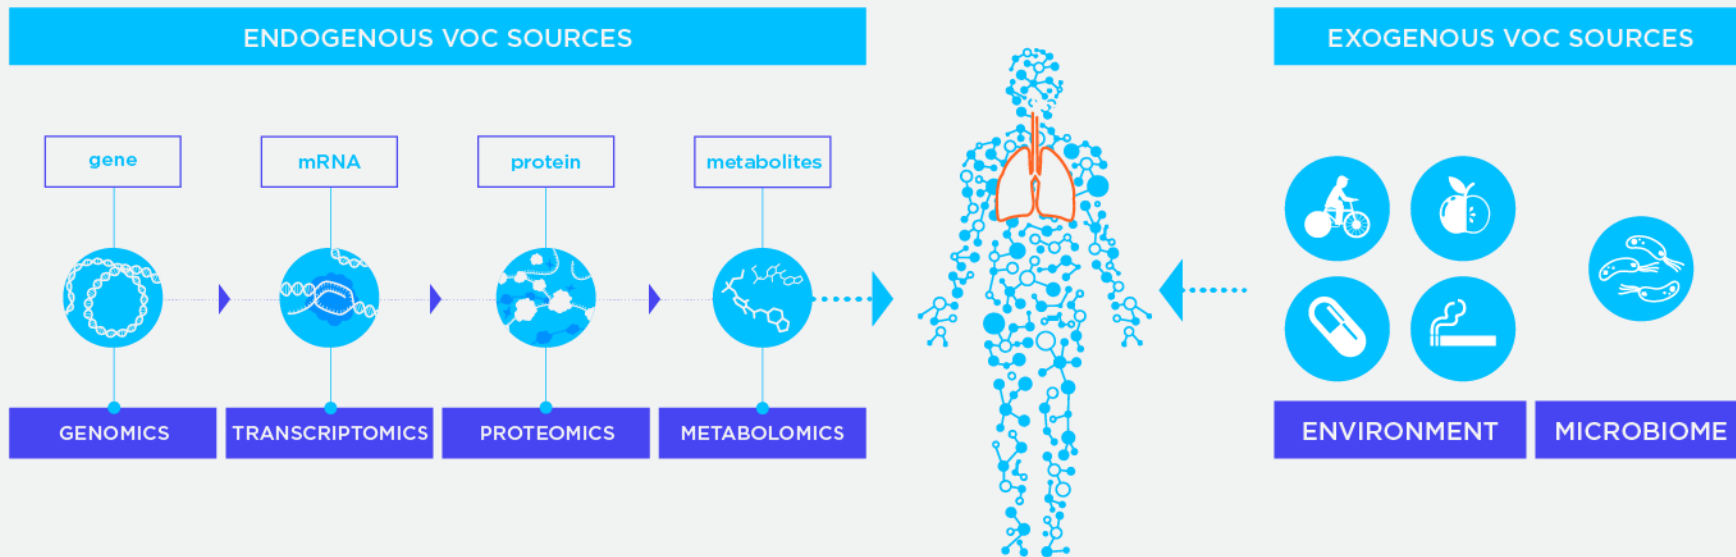 ENDOGENOUS VOC SOURCES
EXOGENOUS VOC SOURCES
gene
mRNA
protein
metabolites
GENOMICS
TRANSCRIPTOMICS
PROTEOMICS
METABOLOMICS
ENVIRONMENT
MICROBIOME